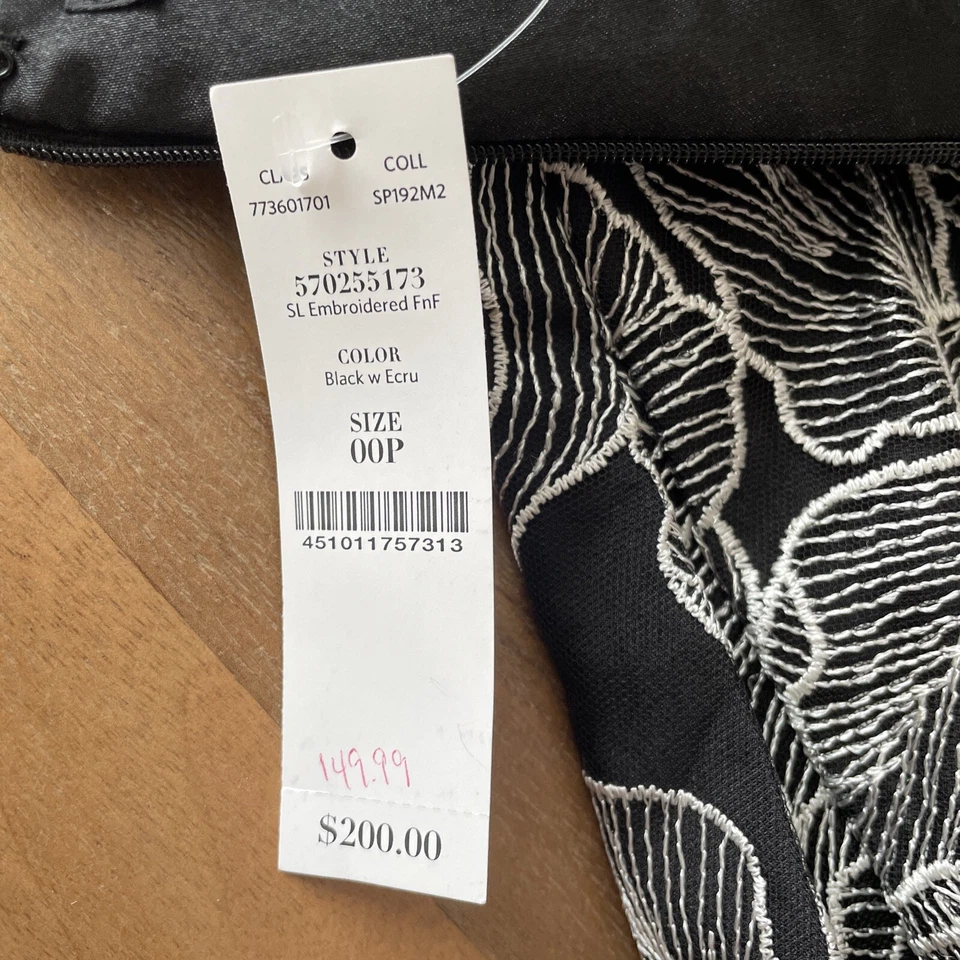 COLL
773601701 SP192M2
STYLE
570255173
SL Embroidered FnF
COLOR
Black w Ecru
SIZE
00P
451011757313
149.99
$200.00